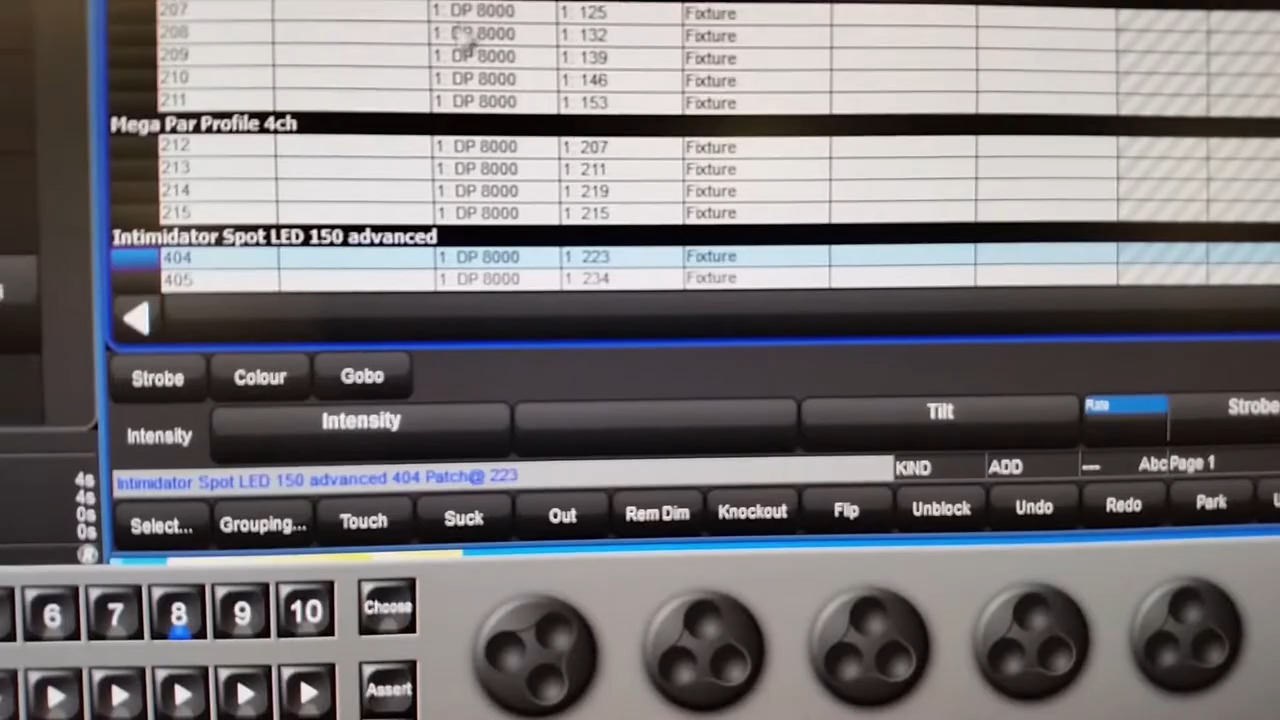 207 1: DP 8000 1: 125 Fixture
208 1: DP 8000 1: 132 Fixture
209 1: DP 8000 1: 139 Fixture
210 1: DP 8000 1: 146 Fixture
211 1: DP 8000 1: 153 Fixture
Mega Par Profile 4ch
212 1: DP 8000 1: 207 Fixture
213 1: DP 8000 1: 211 Fixture
214 1: DP 8000 1: 219 Fixture
215 1: DP 8000 1: 215 Fixture
Intimidator Spot LED 150 advanced
404 1: DP 8000 1: 223 Fixture
405 1: DP 8000 1: 234 Fixture
Strobe Colour Gobo
Intensity Intensity Tilt Rate Strobe
Intimidator Spot LED 150 advanced 404 Patch@ 223 KIND ADD --- Abc Page 1
4s
4s
0s
0s
Select... Grouping... Touch Suck Out Rem Dim Knockout Flip Unblock Undo Redo Park
6 7 8 9 10 Choose
Assert